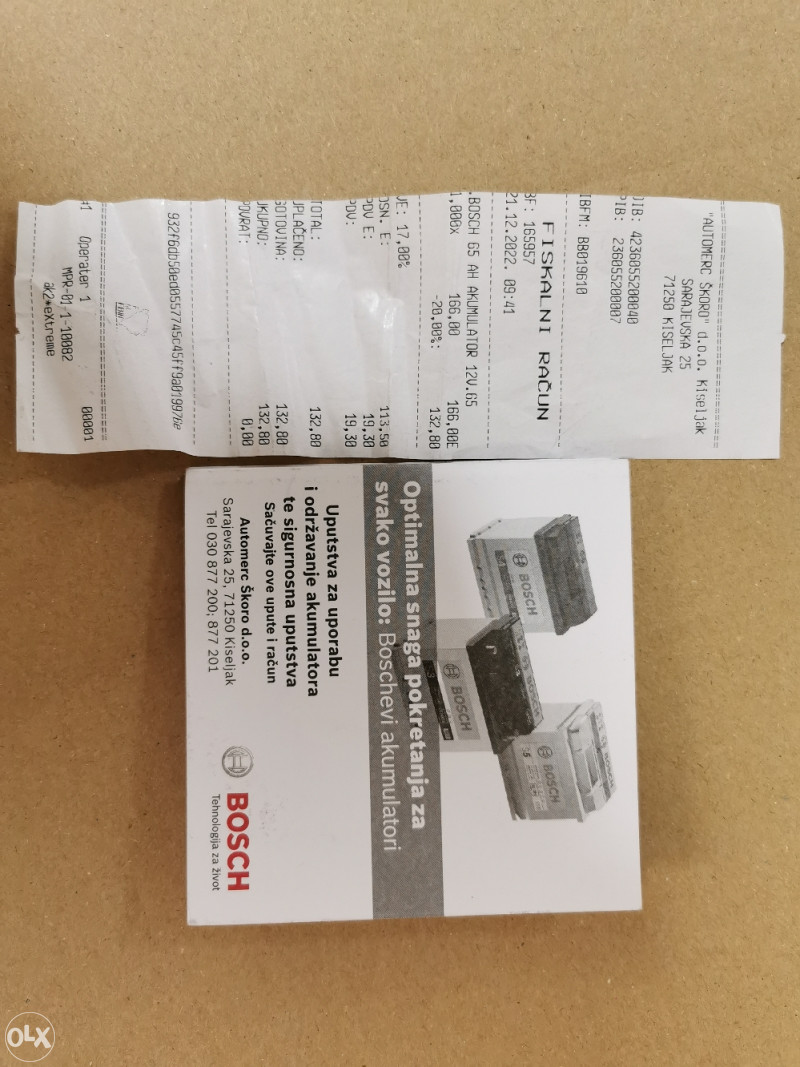 "AUTOMERC ŠKORO" d.o.o. Kiseljak
SARAJEVSKA 25
71250 KISELJAK
JIB: 4236055200040
PIB: 236055200007
IBFM: BB019610
FISKALNI RAČUN
BF: 165957
21.12.2022. 09:41
.BOSCH 65 AH AKUMULATOR 12V.65
1,000x 166,00 166,00E
-20,00%: 132,80
VE: 17,00%
OSN. E: 113,50
PDV E: 19,30
PDV: 19,30
TOTAL: 132,80
UPLAĆENO:
GOTOVINA: 132,80
UKUPNO: 132,80
POVRAT: 0,00
#1 Operater 1 00001
MPR-01-1-10082
ak2*eXtreme
BOSCH
BOSCH
BOSCH
Optimalna snaga pokretanja za
svako vozilo: Boschevi akumulatori
Uputstva za uporabu
i održavanje akumulatora
te sigurnosna uputstva
Sačuvajte ove upute i račun
Automerc Škoro d.o.o.
Sarajevska 25, 71250 Kiseljak
Tel 030 877 200; 877 201
BOSCH
Tehnologija za život
OLX